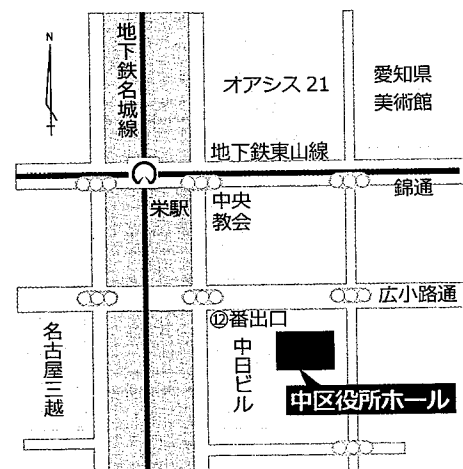 N
地下鉄名城線
オアシス 21
愛知県
美術館
地下鉄東山線
栄駅
中央
教会
錦通
広小路通
⑫番出口
名古屋三越
中日ビル
中区役所ホール